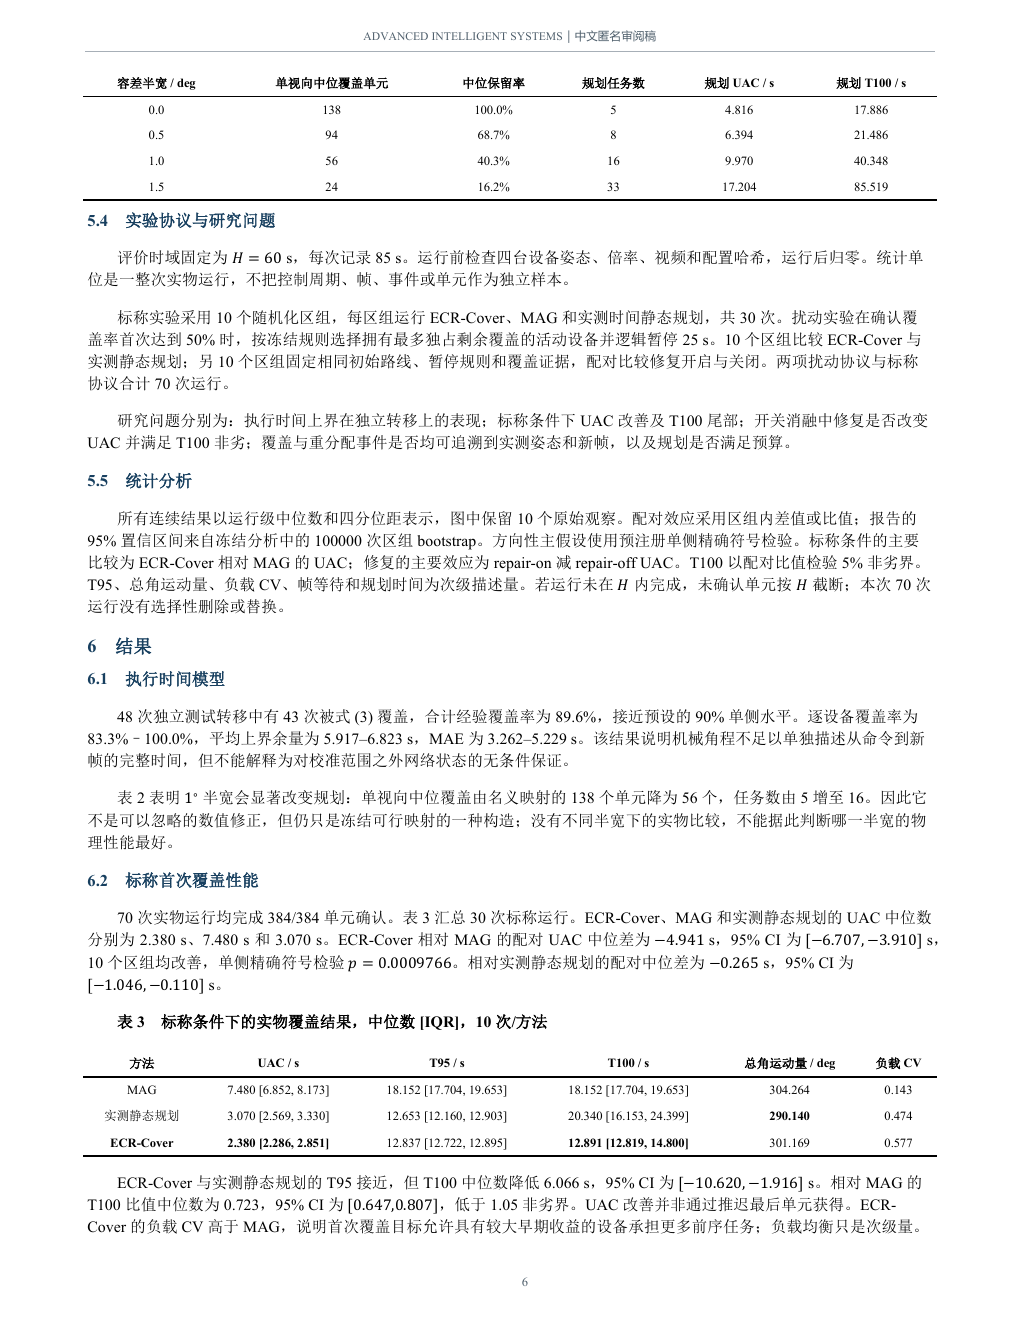 ADVANCED INTELLIGENT SYSTEMS | 中文匿名审阅稿
容差半宽 / deg 单视向中位覆盖单元 中位保留率 规划任务数 规划 UAC / s 规划 T100 / s
0.0 138 100.0% 5 4.816 17.886
0.5 94 68.7% 8 6.394 21.486
1.0 56 40.3% 16 9.970 40.348
1.5 24 16.2% 33 17.204 85.519
5.4 实验协议与研究问题
评价时域固定为 H = 60 s，每次记录 85 s。运行前检查四台设备姿态、倍率、视频和配置哈希，运行后归零。统计单
位是一整次实物运行，不把控制周期、帧、事件或单元作为独立样本。
标称实验采用 10 个随机化区组，每区组运行 ECR-Cover、MAG 和实测时间静态规划，共 30 次。扰动实验在确认覆
盖率首次达到 50% 时，按冻结规则选择拥有最多独占剩余覆盖的活动设备并逻辑暂停 25 s。10 个区组比较 ECR-Cover 与
实测静态规划；另 10 个区组固定相同初始路线、暂停规则和覆盖证据，配对比较修复开启与关闭。两项扰动协议与标称
协议合计 70 次运行。
研究问题分别为：执行时间上界在独立转移上的表现；标称条件下 UAC 改善及 T100 尾部；开关消融中修复是否改变
UAC 并满足 T100 非劣；覆盖与重分配事件是否均可追溯到实测姿态和新帧，以及规划是否满足预算。
5.5 统计分析
所有连续结果以运行级中位数和四分位距表示，图中保留 10 个原始观察。配对效应采用区组内差值或比值；报告的
95% 置信区间来自冻结分析中的 100000 次区组 bootstrap。方向性主假设使用预注册单侧精确符号检验。标称条件的主要
比较为 ECR-Cover 相对 MAG 的 UAC；修复的主要效应为 repair-on 减 repair-off UAC。T100 以配对比值检验 5% 非劣界。
T95、总角运动量、负载 CV、帧等待和规划时间为次级描述量。若运行未在 H 内完成，未确认单元按 H 截断；本次 70 次
运行没有选择性删除或替换。
6 结果
6.1 执行时间模型
48 次独立测试转移中有 43 次被式 (3) 覆盖，合计经验覆盖率为 89.6%，接近预设的 90% 单侧水平。逐设备覆盖率为
83.3%–100.0%，平均上界余量为 5.917–6.823 s，MAE 为 3.262–5.229 s。该结果说明机械角程不足以单独描述从命令到新
帧的完整时间，但不能解释为对校准范围之外网络状态的无条件保证。
表 2 表明 1° 半宽会显著改变规划：单视向中位覆盖由名义映射的 138 个单元降为 56 个，任务数由 5 增至 16。因此它
不是可以忽略的数值修正，但仍只是冻结可行映射的一种构造；没有不同半宽下的实物比较，不能据此判断哪一半宽的物
理性能最好。
6.2 标称首次覆盖性能
70 次实物运行均完成 384/384 单元确认。表 3 汇总 30 次标称运行。ECR-Cover、MAG 和实测静态规划的 UAC 中位数
分别为 2.380 s、7.480 s 和 3.070 s。ECR-Cover 相对 MAG 的配对 UAC 中位差为 −4.941 s，95% CI 为 [−6.707, −3.910] s，
10 个区组均改善，单侧精确符号检验 p = 0.0009766。相对实测静态规划的配对中位差为 −0.265 s，95% CI 为
[−1.046, −0.110] s。
表 3 标称条件下的实物覆盖结果，中位数 [IQR]，10 次/方法
方法 UAC / s T95 / s T100 / s 总角运动量 / deg 负载 CV
MAG 7.480 [6.852, 8.173] 18.152 [17.704, 19.653] 18.152 [17.704, 19.653] 304.264 0.143
实测静态规划 3.070 [2.569, 3.330] 12.653 [12.160, 12.903] 20.340 [16.153, 24.399] 290.140 0.474
ECR-Cover 2.380 [2.286, 2.851] 12.837 [12.722, 12.895] 12.891 [12.819, 14.800] 301.169 0.577
ECR-Cover 与实测静态规划的 T95 接近，但 T100 中位数降低 6.066 s，95% CI 为 [−10.620, −1.916] s。相对 MAG 的
T100 比值中位数为 0.723，95% CI 为 [0.647,0.807]，低于 1.05 非劣界。UAC 改善并非通过推迟最后单元获得。ECR-
Cover 的负载 CV 高于 MAG，说明首次覆盖目标允许具有较大早期收益的设备承担更多前序任务；负载均衡只是次级量。
6